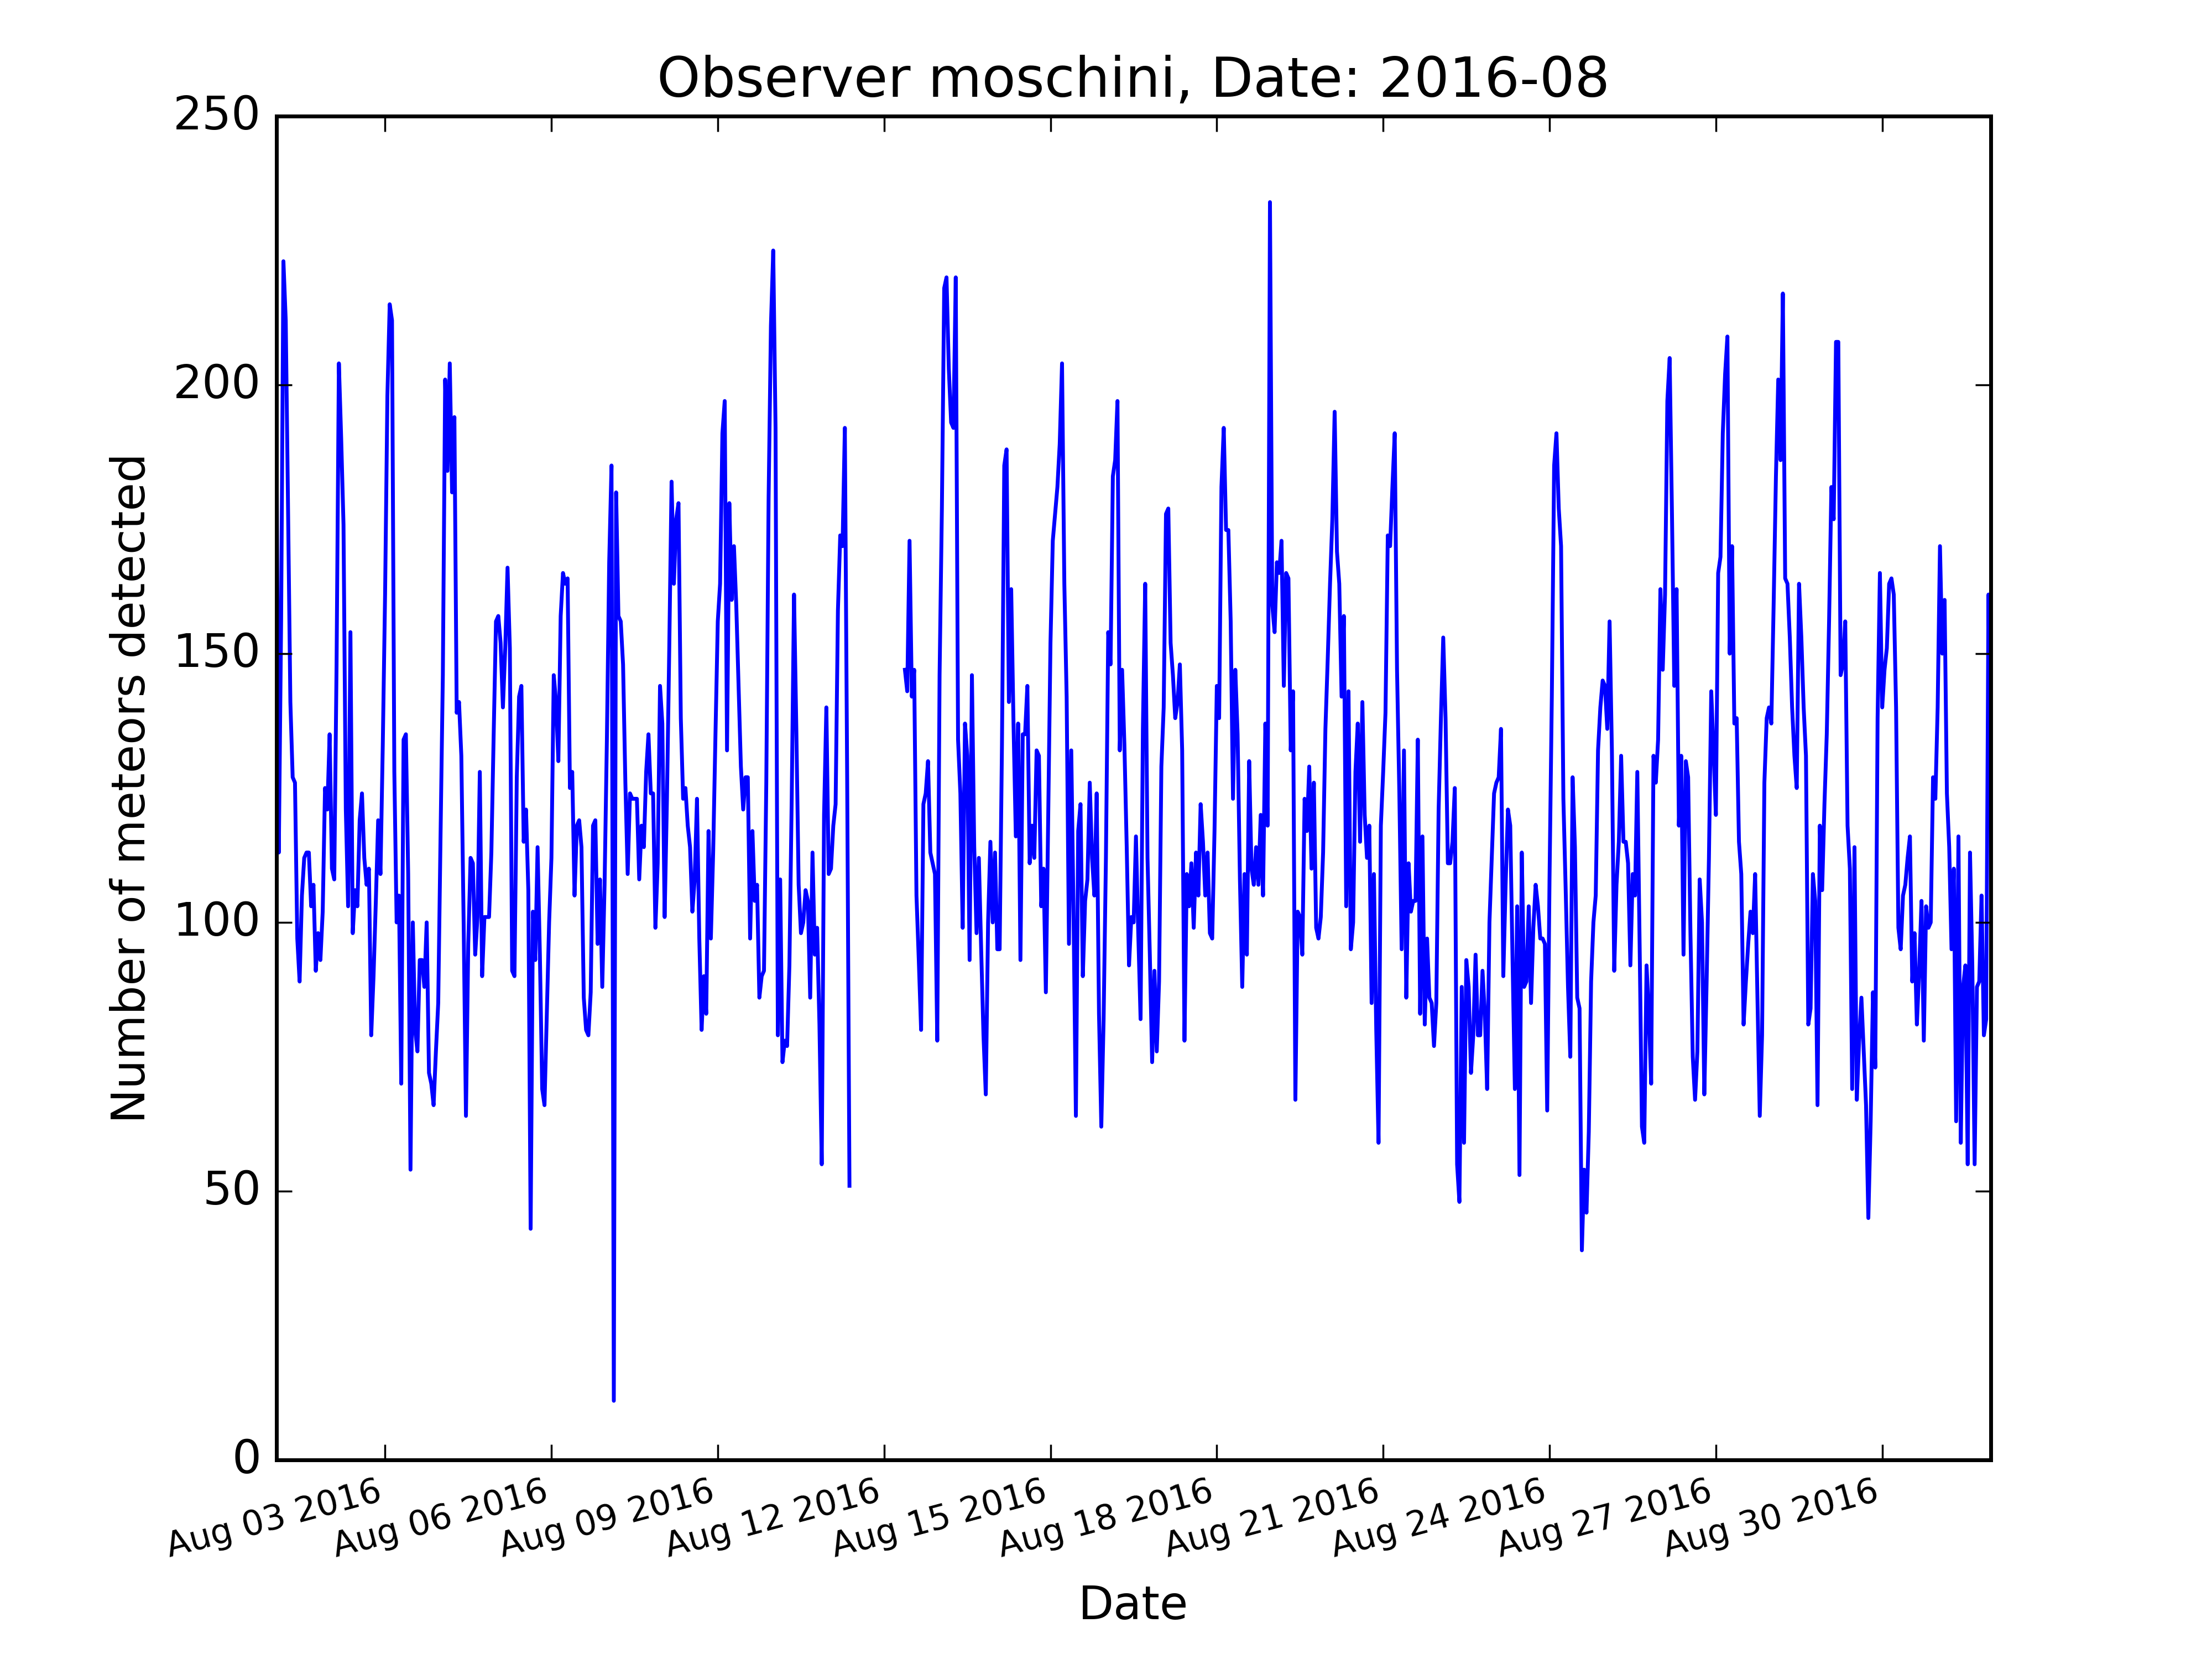 Observer moschini, Date: 2016-08
Number of meteors detected
250
200
150
100
50
0
Aug 03 2016
Aug 06 2016
Aug 09 2016
Aug 12 2016
Aug 15 2016
Aug 18 2016
Aug 21 2016
Aug 24 2016
Aug 27 2016
Aug 30 2016
Date